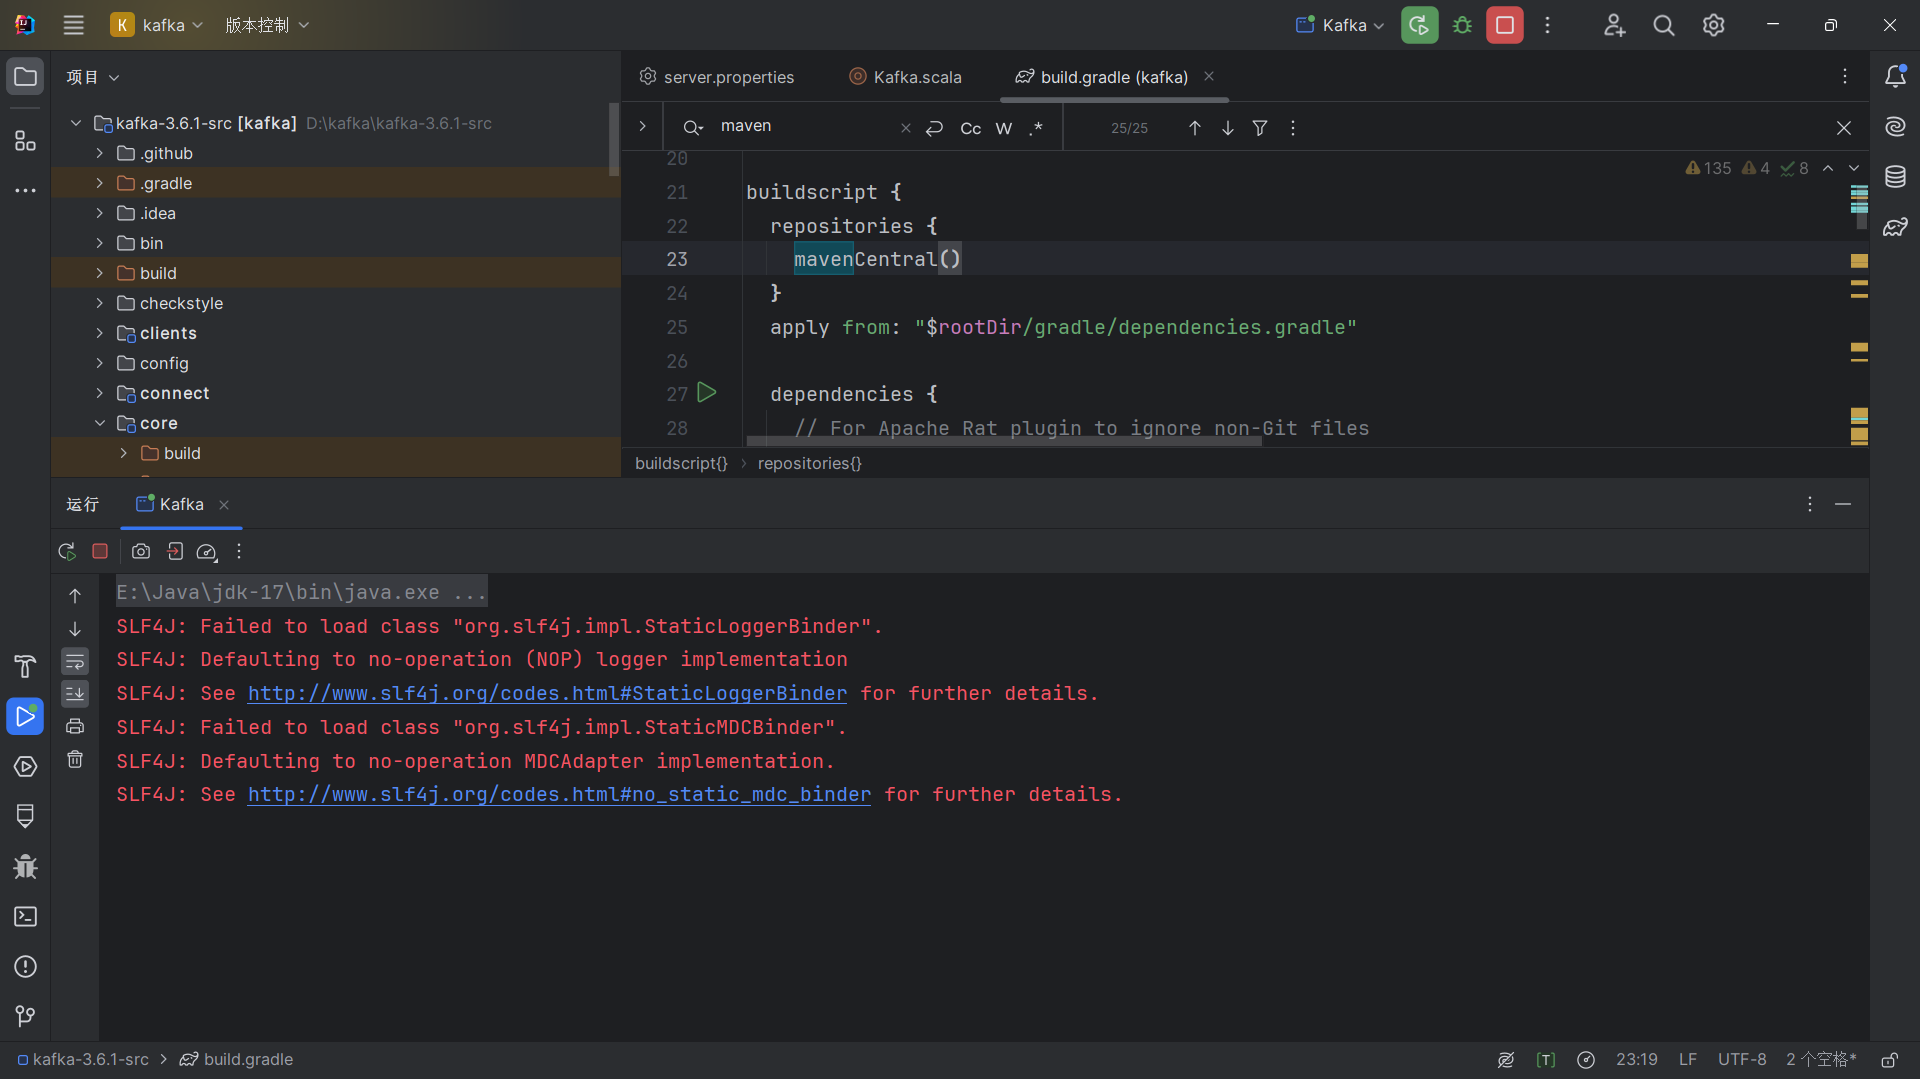 K kafka 版本控制 Kafka
项目
server.properties Kafka.scala build.gradle (kafka)
kafka-3.6.1-src [kafka] D:\kafka\kafka-3.6.1-src
.github
.gradle
.idea
bin
build
checkstyle
clients
config
connect
core
build
maven Cc W .* 25/25
135 4 8
20
21 buildscript {
22 repositories {
23 mavenCentral()
24 }
25 apply from: "$rootDir/gradle/dependencies.gradle"
26
27 dependencies {
28 // For Apache Rat plugin to ignore non-Git files
buildscript{} › repositories{}
运行 Kafka
E:\Java\jdk-17\bin\java.exe ...
SLF4J: Failed to load class "org.slf4j.impl.StaticLoggerBinder".
SLF4J: Defaulting to no-operation (NOP) logger implementation
SLF4J: See http://www.slf4j.org/codes.html#StaticLoggerBinder for further details.
SLF4J: Failed to load class "org.slf4j.impl.StaticMDCBinder".
SLF4J: Defaulting to no-operation MDCAdapter implementation.
SLF4J: See http://www.slf4j.org/codes.html#no_static_mdc_binder for further details.
kafka-3.6.1-src › build.gradle [T] 23:19 LF UTF-8 2 个空格*